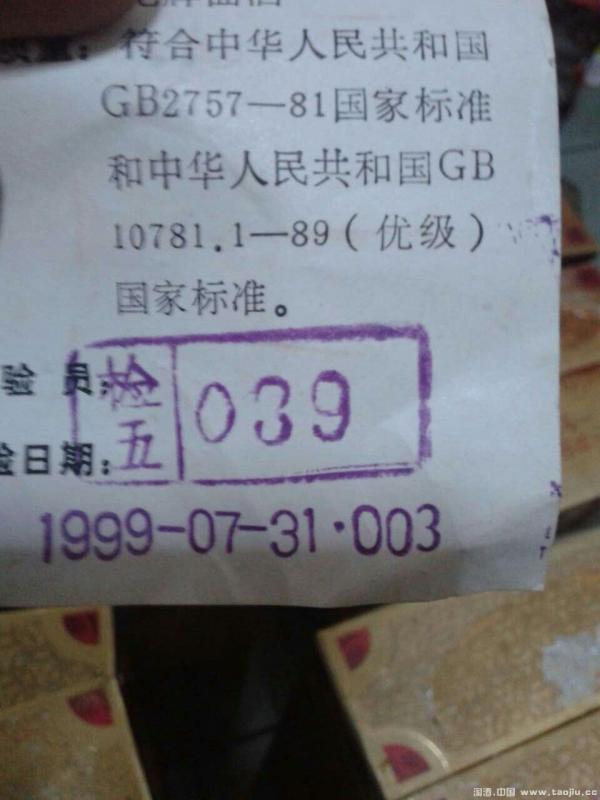 质量：符合中华人民共和国
GB2757—81国家标准
和中华人民共和国GB
10781.1—89（优级）
国家标准。
验 员：
检 039
五
验日期：
1999-07-31·003
淘酒.中国 www.taojiu.cc